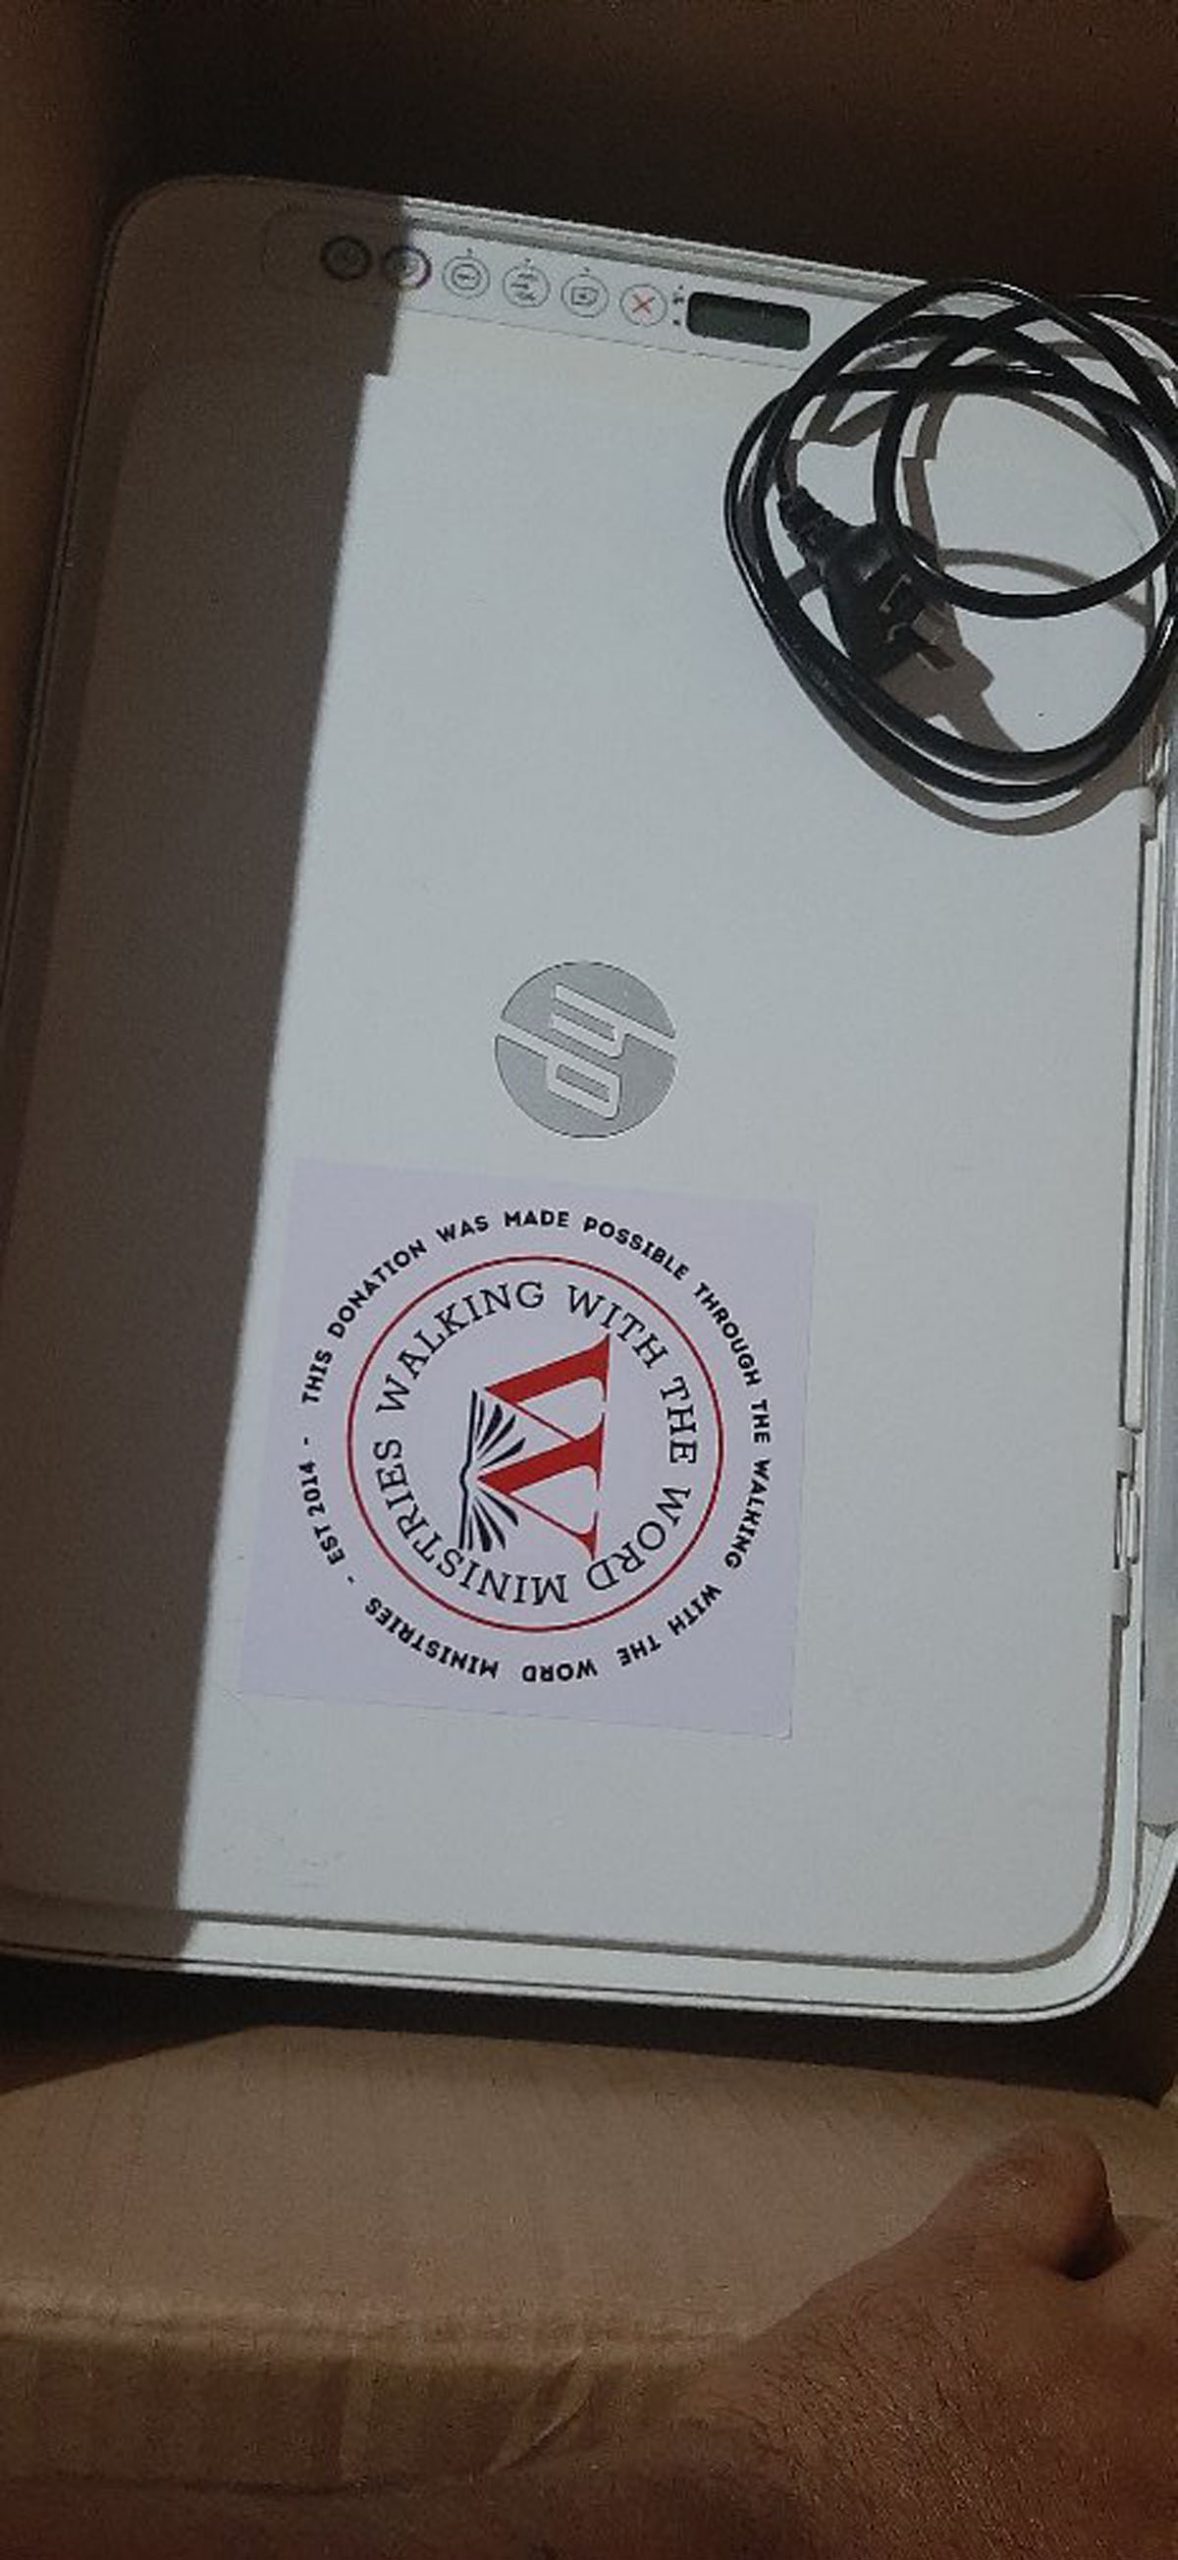 hp
THIS DONATION WAS MADE POSSIBLE THROUGH THE WALKING WITH THE WORD MINISTRIES - EST 2014 -
WALKING WITH THE WORD MINISTRIES
W